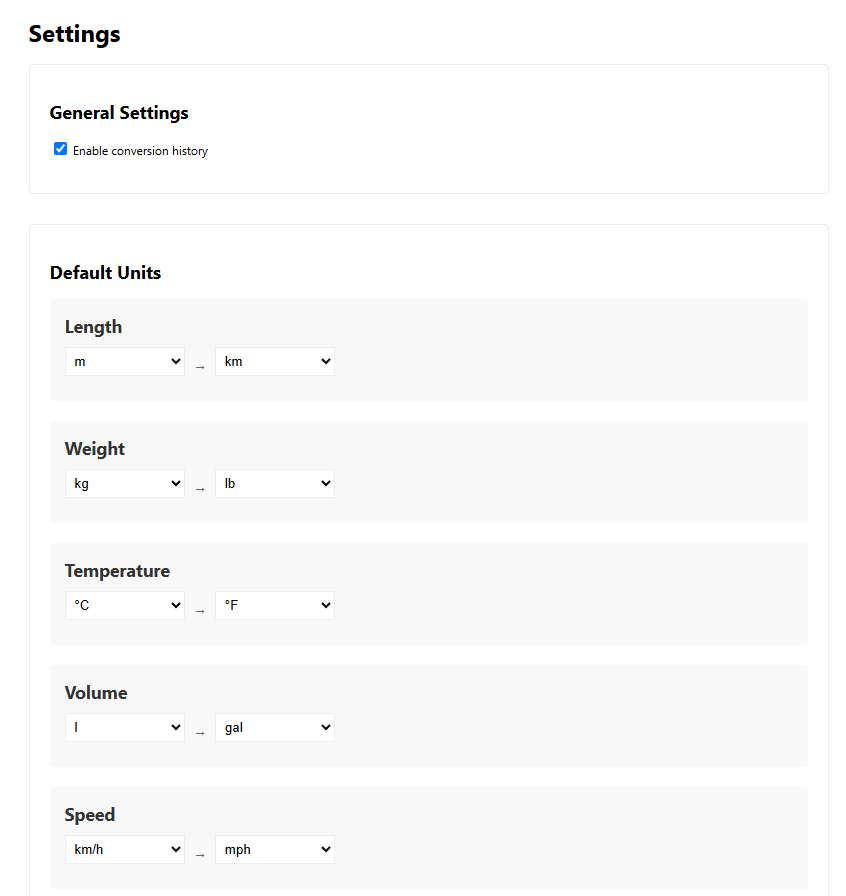 Settings
General Settings
Enable conversion history
Default Units
Length
m → km
Weight
kg → lb
Temperature
°C → °F
Volume
l → gal
Speed
km/h → mph